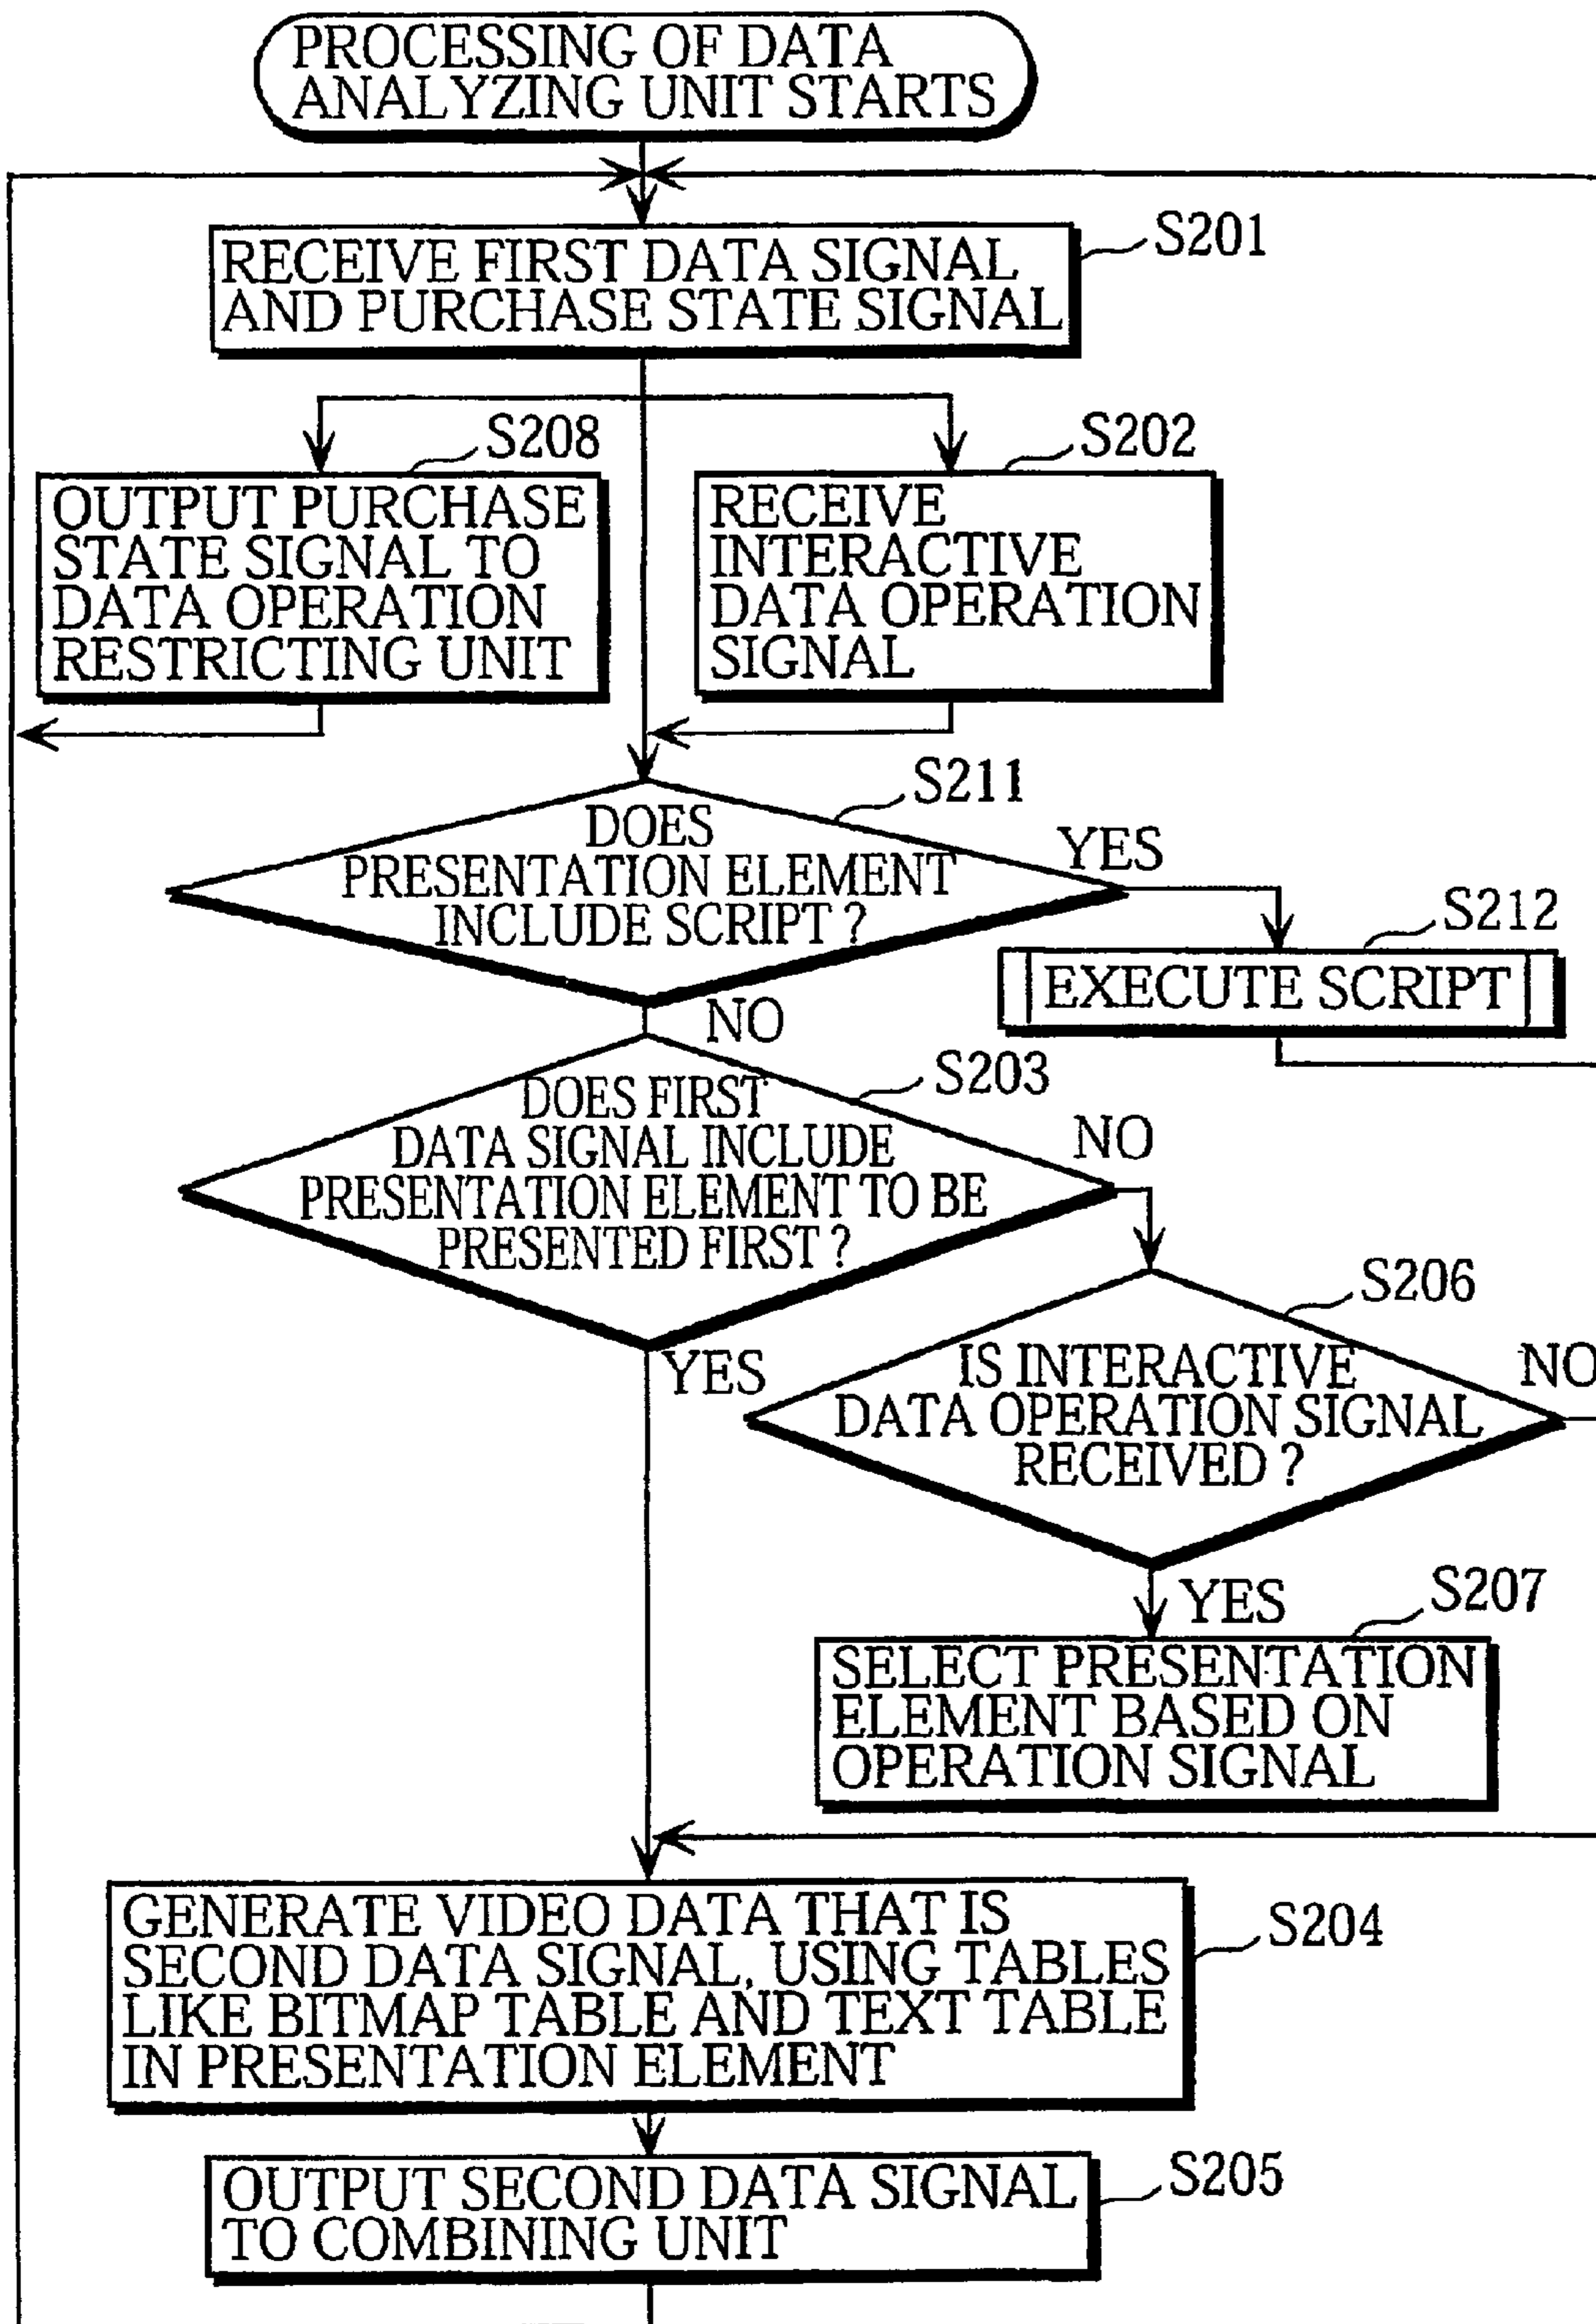 PROCESSING OF DATA
ANALYZING UNIT STARTS
RECEIVE FIRST DATA SIGNAL
AND PURCHASE STATE SIGNAL
S201
S208
OUTPUT PURCHASE
STATE SIGNAL TO
DATA OPERATION
RESTRICTING UNIT
S202
RECEIVE
INTERACTIVE
DATA OPERATION
SIGNAL
S211
DOES
PRESENTATION ELEMENT
INCLUDE SCRIPT ?
YES
S212
EXECUTE SCRIPT
NO
S203
DOES FIRST
DATA SIGNAL INCLUDE
PRESENTATION ELEMENT TO BE
PRESENTED FIRST ?
NO
YES
S206
IS INTERACTIVE
DATA OPERATION SIGNAL
RECEIVED ?
NO
YES
S207
SELECT PRESENTATION
ELEMENT BASED ON
OPERATION SIGNAL
GENERATE VIDEO DATA THAT IS
SECOND DATA SIGNAL, USING TABLES
LIKE BITMAP TABLE AND TEXT TABLE
IN PRESENTATION ELEMENT
S204
OUTPUT SECOND DATA SIGNAL
TO COMBINING UNIT
S205